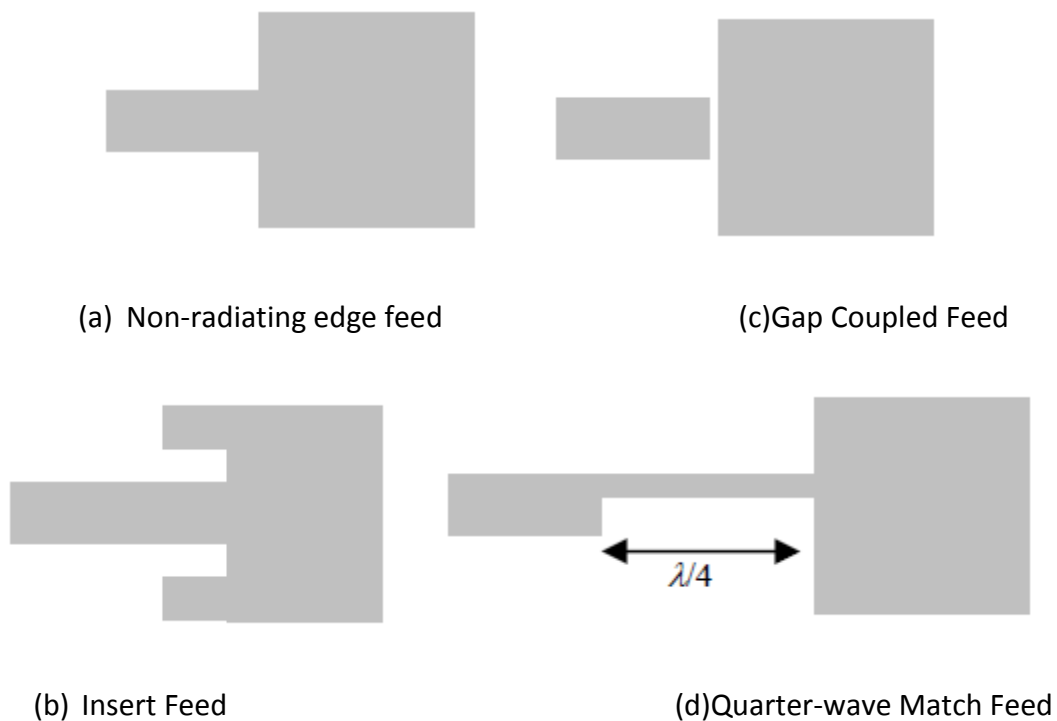 (a) Non-radiating edge feed
(c)Gap Coupled Feed
λ/4
(b) Insert Feed
(d)Quarter-wave Match Feed